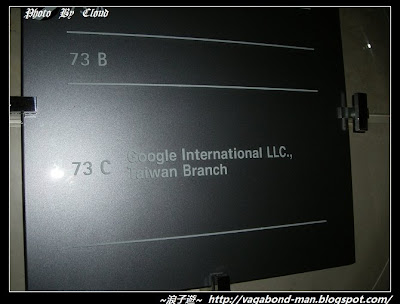 Photo By Cloud
73 B
73 C Google International LLC.,
Taiwan Branch
~浪子遊~ http://vagabond-man.blogspot.com/